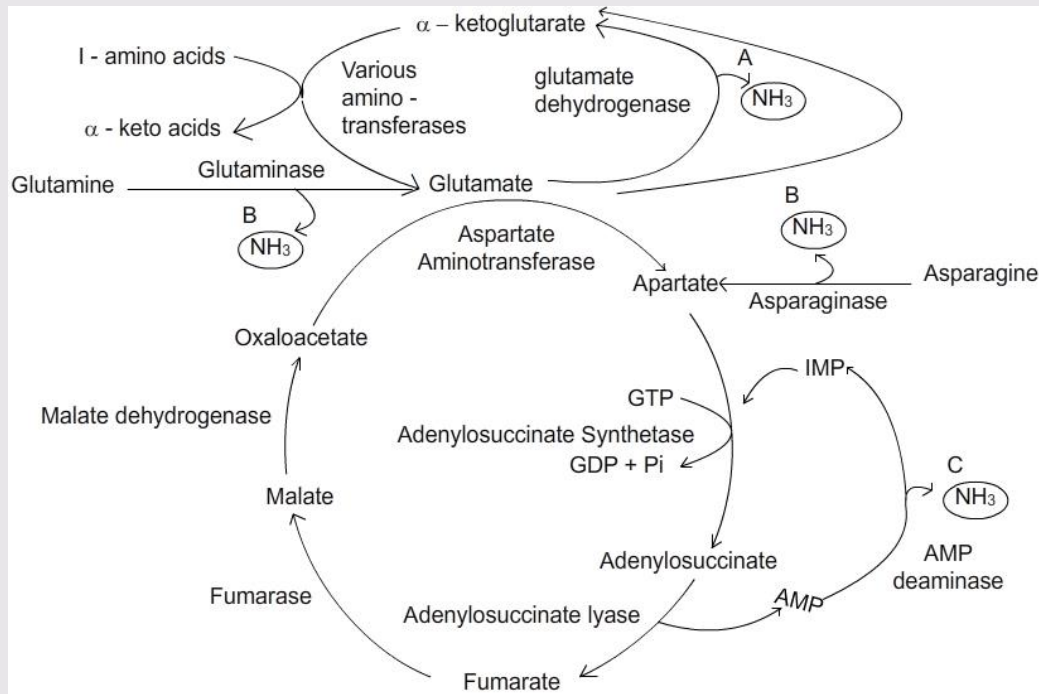 α – ketoglutarate
I - amino acids
Various
amino -
transferases
α - keto acids
glutamate
dehydrogenase
A
NH3
Glutaminase
Glutamine
Glutamate
B
NH3
B
NH3
Aspartate
Aminotransferase
Apartate
Asparaginase
Asparagine
Oxaloacetate
IMP
GTP
Malate dehydrogenase
Adenylosuccinate Synthetase
GDP + Pi
C
NH3
Malate
AMP
deaminase
Adenylosuccinate
AMP
Fumarase
Adenylosuccinate lyase
Fumarate